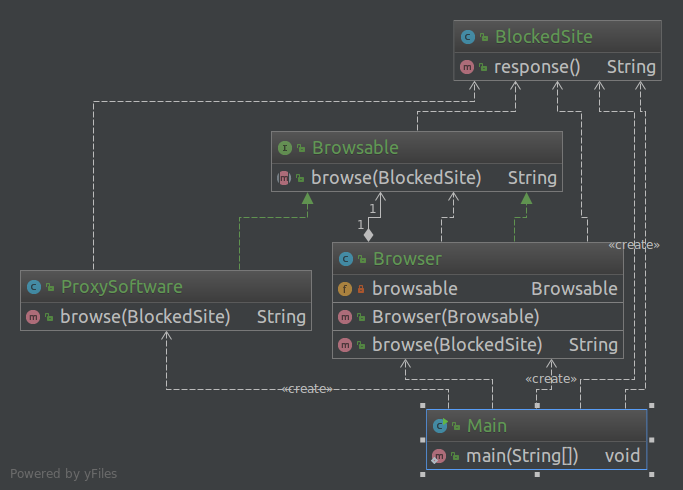 BlockedSite
response() String
Browsable
browse(BlockedSite) String
1
1
«create»
Browser
browsable Browsable
Browser(Browsable)
browse(BlockedSite) String
ProxySoftware
browse(BlockedSite) String
«create»
«create»
Main
main(String[]) void
Powered by yFiles